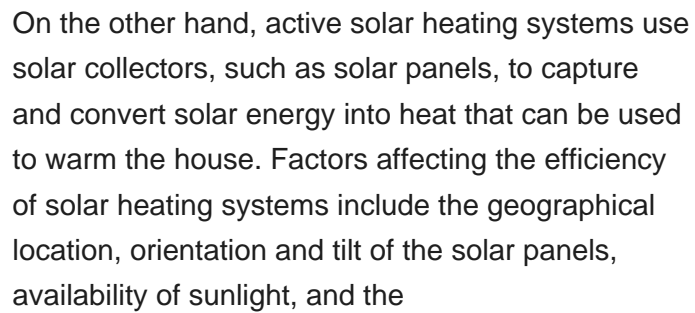 On the other hand, active solar heating systems use
solar collectors, such as solar panels, to capture
and convert solar energy into heat that can be used
to warm the house. Factors affecting the efficiency
of solar heating systems include the geographical
location, orientation and tilt of the solar panels,
availability of sunlight, and the